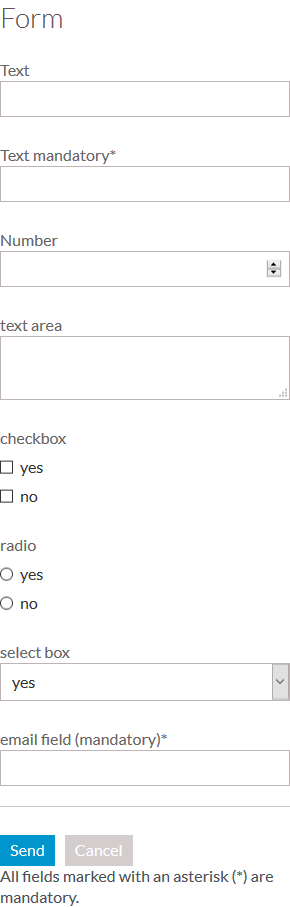 Form
Text
Text mandatory*
Number
text area
checkbox
yes
no
radio
yes
no
select box
yes
email field (mandatory)*
Send Cancel
All fields marked with an asterisk (*) are
mandatory.